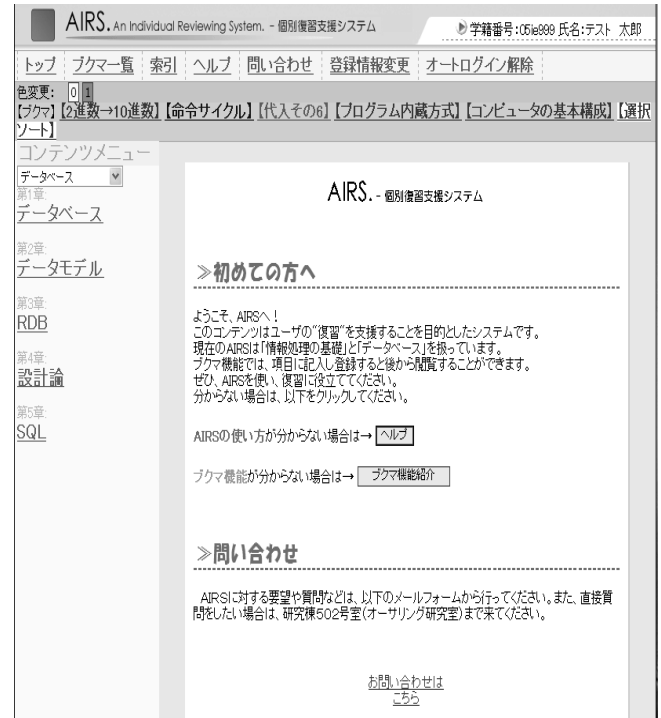 AIRS. An Individual Reviewing System. - 個別復習支援システム
学籍番号:05ie999 氏名:テスト 太郎
トップ ブクマ一覧 索引 ヘルプ 問い合わせ 登録情報変更 オートログイン解除
色変更: 0 1
[ブクマ]【2進数→10進数】【命令サイクル】【代入その6】【プログラム内蔵方式】【コンピュータの基本構成】【選択
ソート】
コンテンツメニュー
データベース
第1章:
データベース
第2章:
データモデル
第3章:
RDB
第4章:
設計論
第5章:
SQL
AIRS. - 個別復習支援システム
≫初めての方へ
ようこそ、AIRSへ!
このコンテンツはユーザの“復習”を支援することを目的としたシステムです。
現在のAIRSは「情報処理の基礎」と「データベース」を扱っています。
ブクマ機能では、項目に記入し登録すると後から閲覧することができます。
ぜひ、AIRSを使い、復習に役立ててください。
分からない場合は、以下をクリックしてください。
AIRSの使い方が分からない場合は→ ヘルプ
ブクマ機能が分からない場合は→ ブクマ機能紹介
≫問い合わせ
AIRSに対する要望や質問などは、以下のメールフォームから行ってください。また、直接質
問をしたい場合は、研究棟502号室(オーサリング研究室)まで来てください。
お問い合わせは
こちら